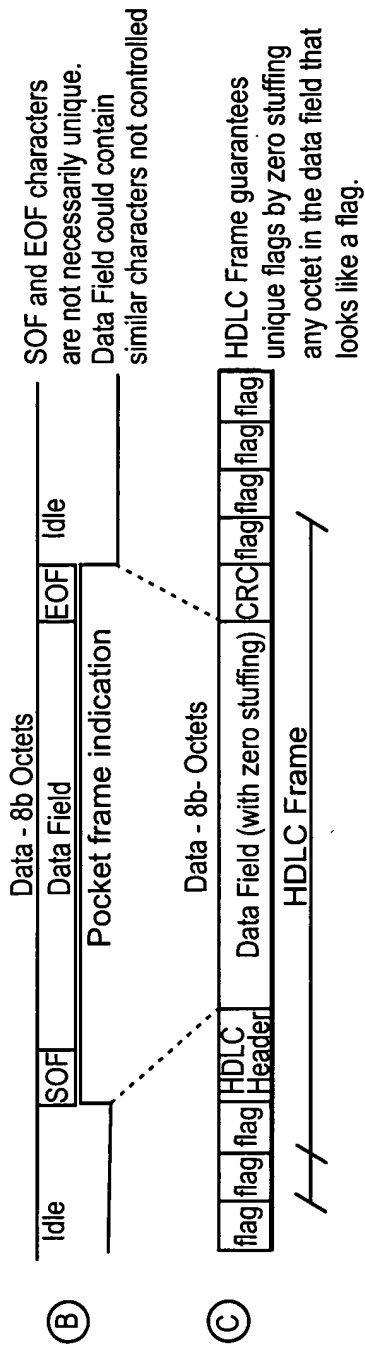 B
Data - 8b Octets
Idle
SOF
Data Field
EOF
Idle
Pocket frame indication
SOF and EOF characters
are not necessarily unique.
Data Field could contain
similar characters not controlled
C
Data - 8b- Octets
flag flag flag HDLC Header Data Field (with zero stuffing) CRC flag flag flag flag
HDLC Frame
HDLC Frame guarantees
unique flags by zero stuffing
any octet in the data field that
looks like a flag.